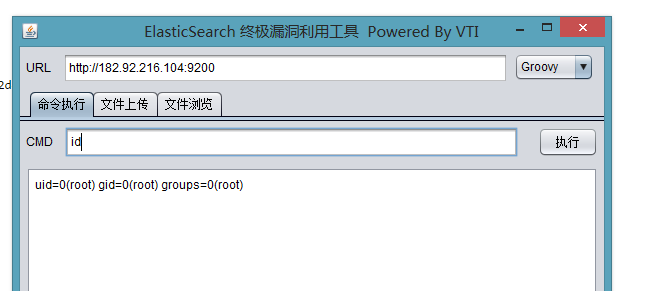 ElasticSearch 终极漏洞利用工具 Powered By VTI
URL http://182.92.216.104:9200 Groovy
2d
命令执行 文件上传 文件浏览
CMD id 执行
uid=0(root) gid=0(root) groups=0(root)